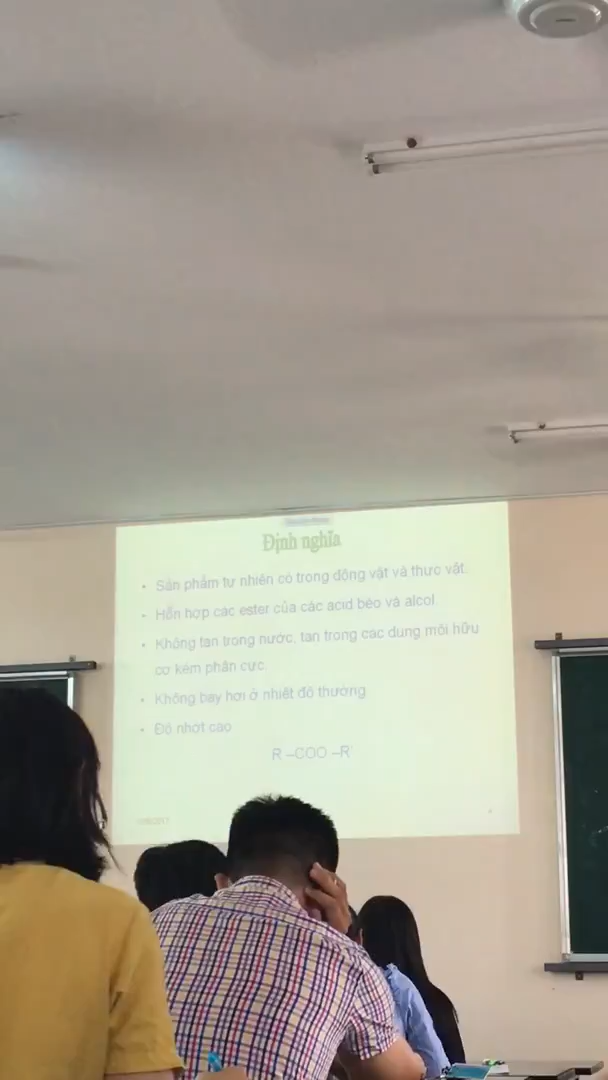 Định nghĩa
• Sản phẩm tự nhiên có trong động vật và thực vật.
• Hỗn hợp các ester của các acid béo và alcol.
• Không tan trong nước, tan trong các dung môi hữu
cơ kém phân cực.
• Không bay hơi ở nhiệt độ thường
• Độ nhớt cao
R –COO –R'